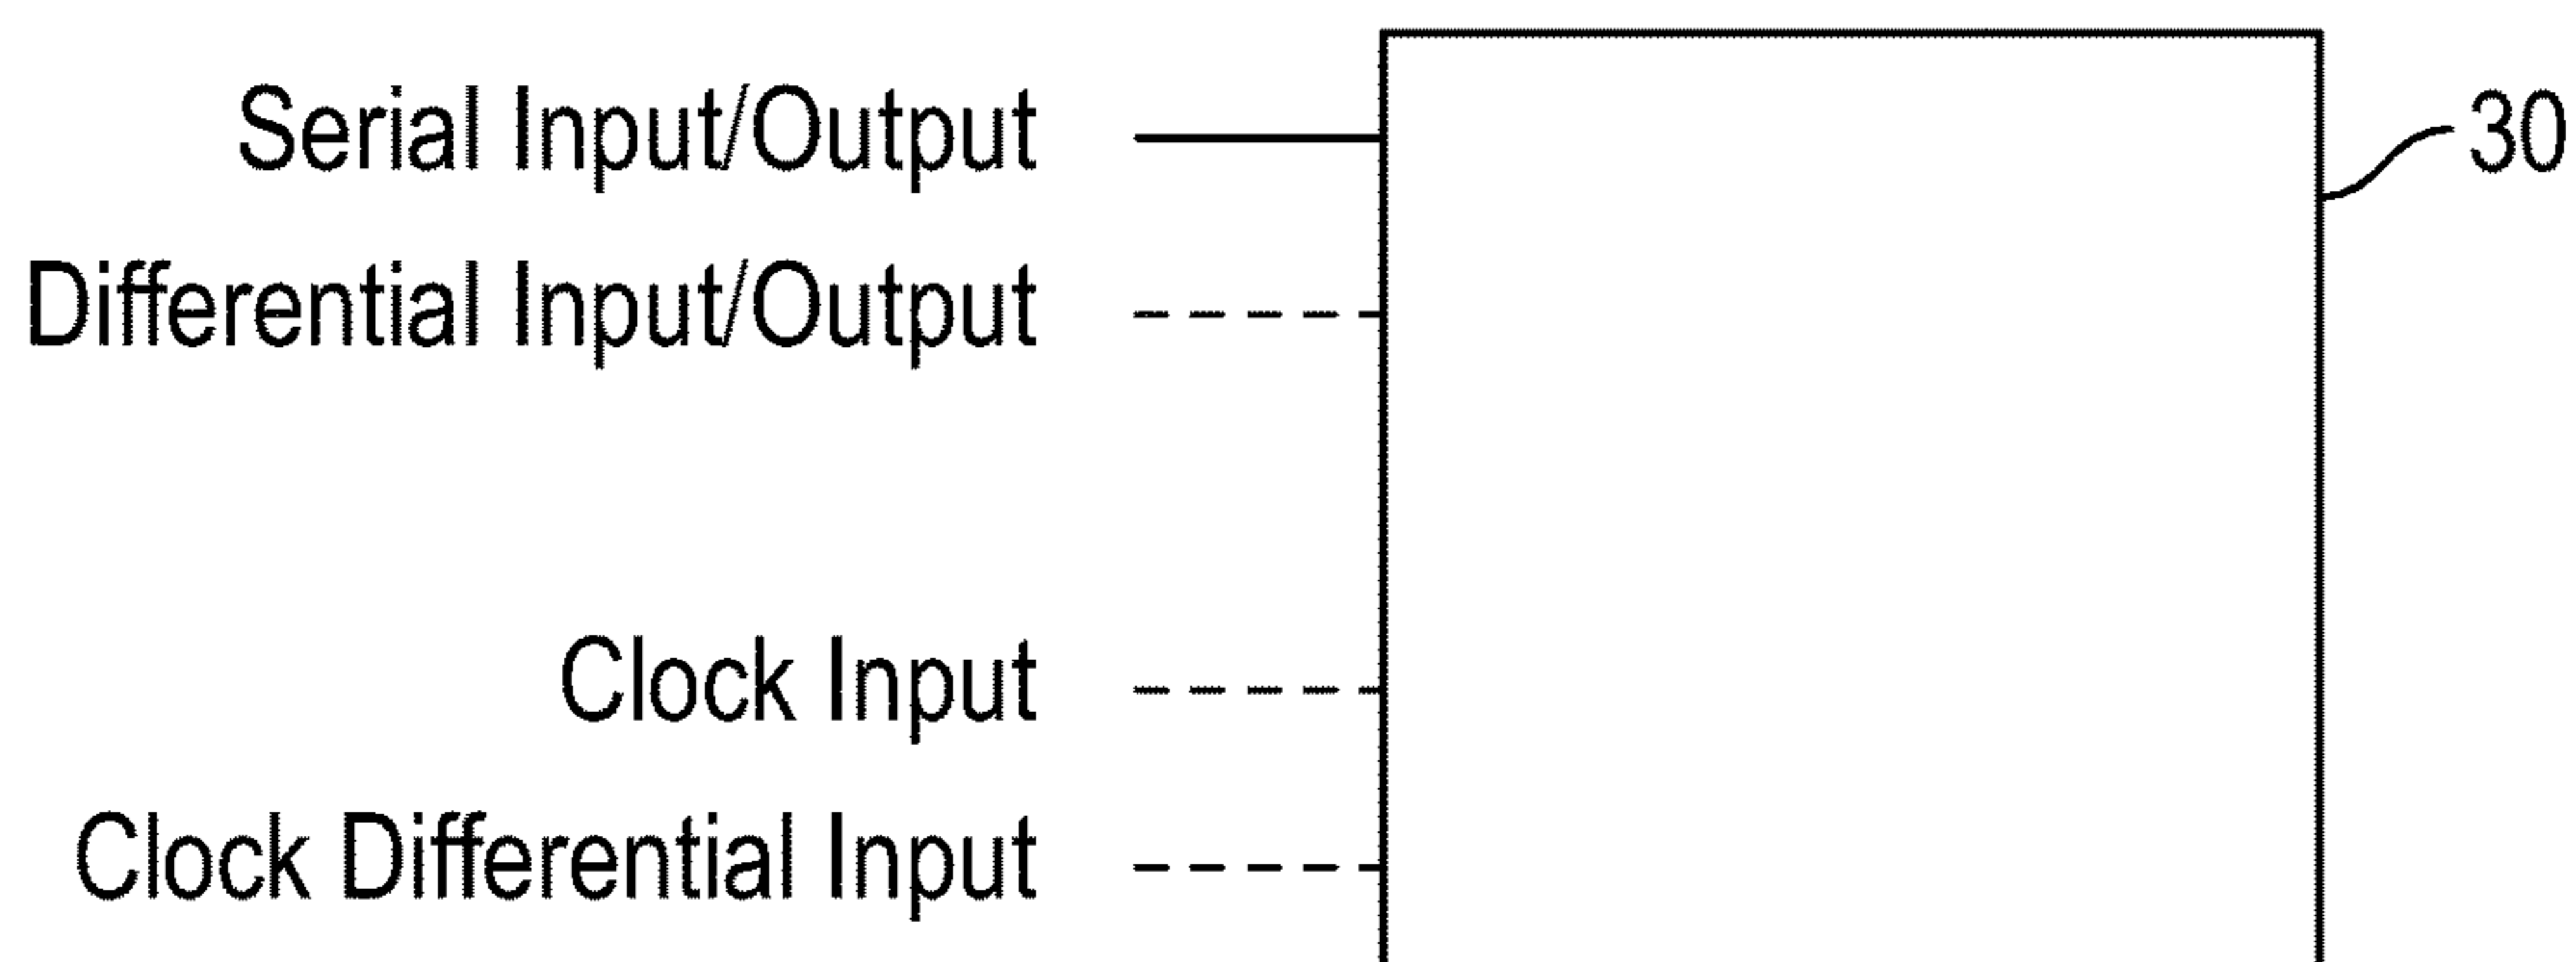 Serial Input/Output
30
Differential Input/Output
Clock Input
Clock Differential Input